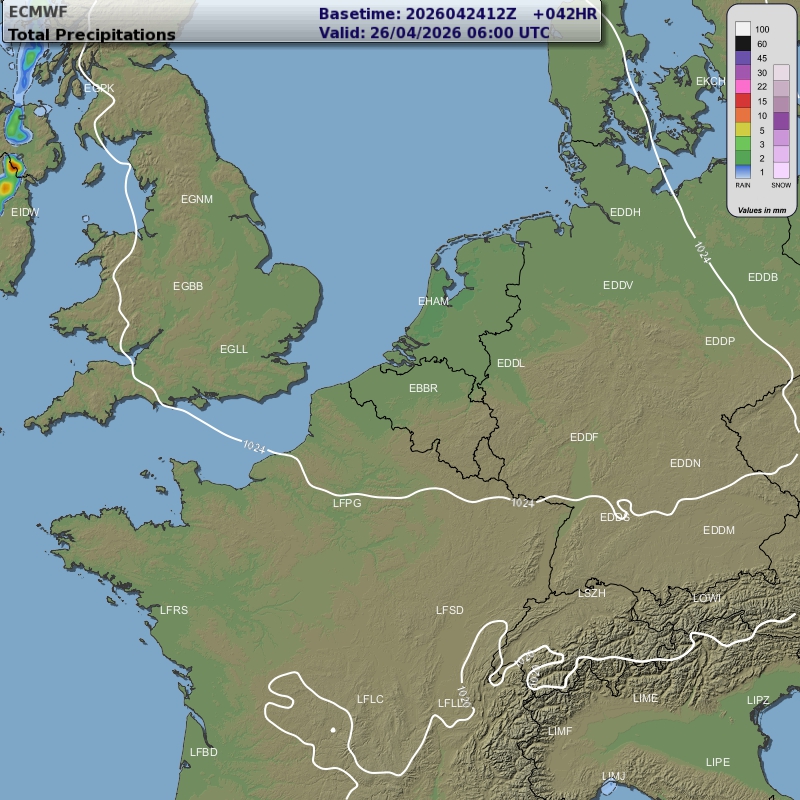 ECMWF
Basetime: 2026042412Z +042HR
Total Precipitations
Valid: 26/04/2026 06:00 UTC
100
60
45
30
22
15
10
5
3
2
1
RAIN SNOW
Values in mm
EKCH
EGPK
EGNM
EIDW
EDDH
1024
EDDB
EGBB
EDDV
EHAM
EDDP
EGLL
EDDL
EBBR
EDDF
1024
EDDN
LFPG
1024
EDDS
EDDM
LSZH
LOWI
LFRS
LFSD
LFLC
LFLL
1020
LIME
LIPZ
LIMF
LFBD
LIPE
LIMJ